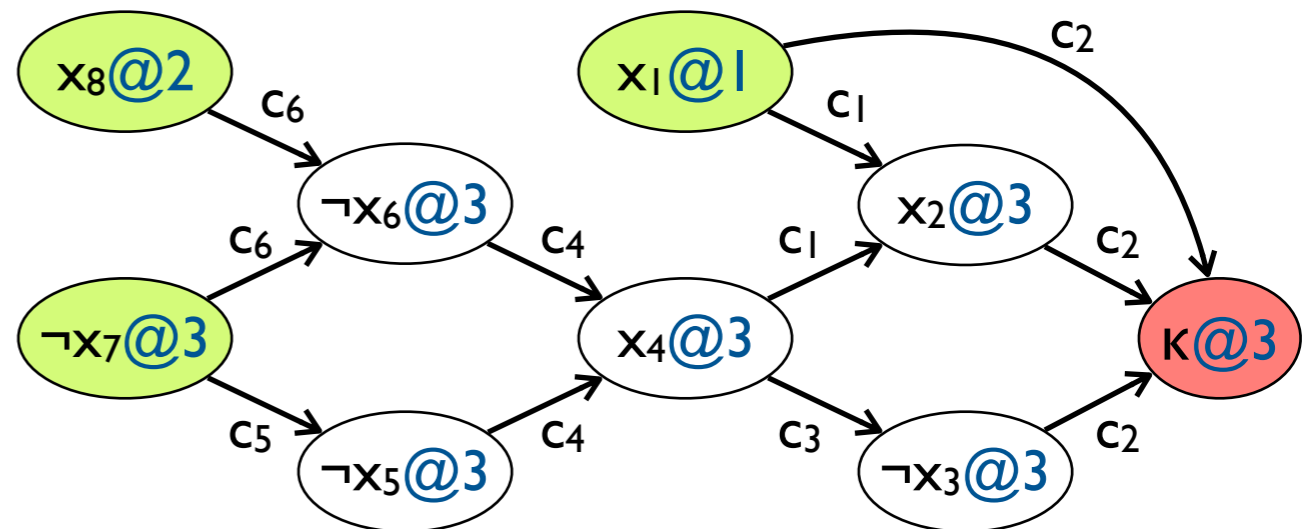 x₈@2
x₁@1
c₂
c₆
c₁
¬x₆@3
x₂@3
c₆
c₄
c₁
c₂
¬x₇@3
x₄@3
κ@3
c₅
c₄
c₃
c₂
¬x₅@3
¬x₃@3